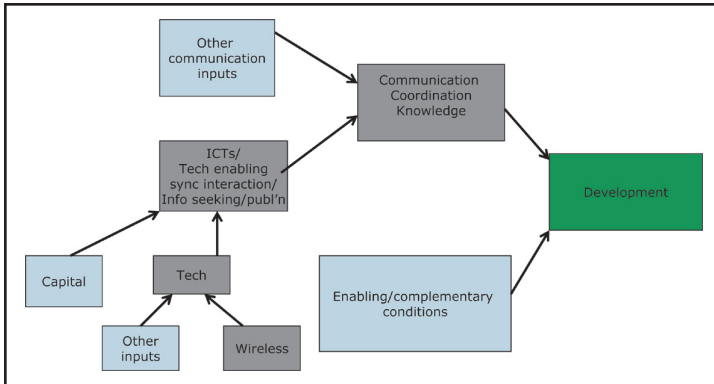 Other
communication
inputs
Communication
Coordination
Knowledge
ICTs/
Tech enabling
sync interaction/
Info seeking/publ'n
Development
Capital
Tech
Enabling/complementary
conditions
Other
inputs
Wireless